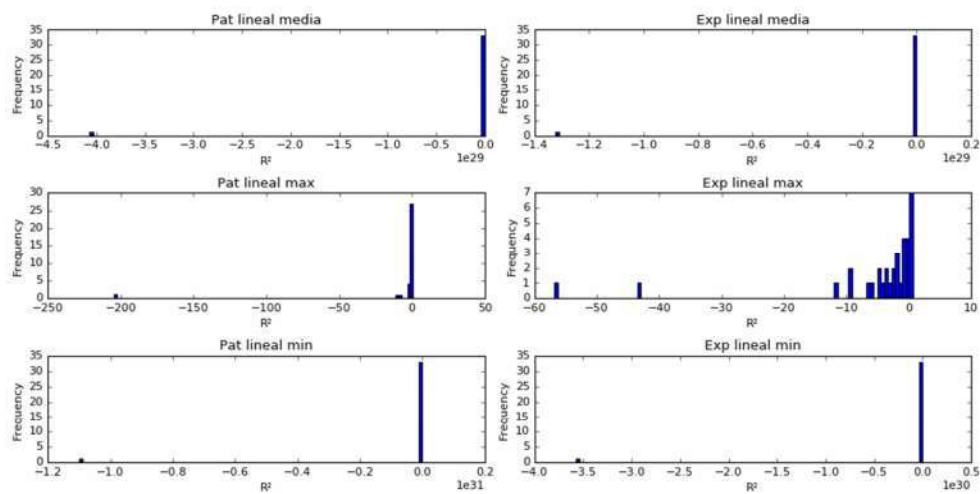 Pat lineal media
35
30
25
20
15
10
5
0
Frequency
-4.5 -4.0 -3.5 -3.0 -2.5 -2.0 -1.5 -1.0 -0.5 0.0
R²
1e29
Exp lineal media
35
30
25
20
15
10
5
0
Frequency
-1.4 -1.2 -1.0 -0.8 -0.6 -0.4 -0.2 0.0 0.2
R²
1e29
Pat lineal max
30
25
20
15
10
5
0
Frequency
-250 -200 -150 -100 -50 0 50
R²
Exp lineal max
7
6
5
4
3
2
1
0
Frequency
-60 -50 -40 -30 -20 -10 0 10
R²
Pat lineal min
35
30
25
20
15
10
5
0
Frequency
-1.2 -1.0 -0.8 -0.6 -0.4 -0.2 0.0 0.2
R²
1e31
Exp lineal min
35
30
25
20
15
10
5
0
Frequency
-4.0 -3.5 -3.0 -2.5 -2.0 -1.5 -1.0 -0.5 0.0 0.5
R²
1e30